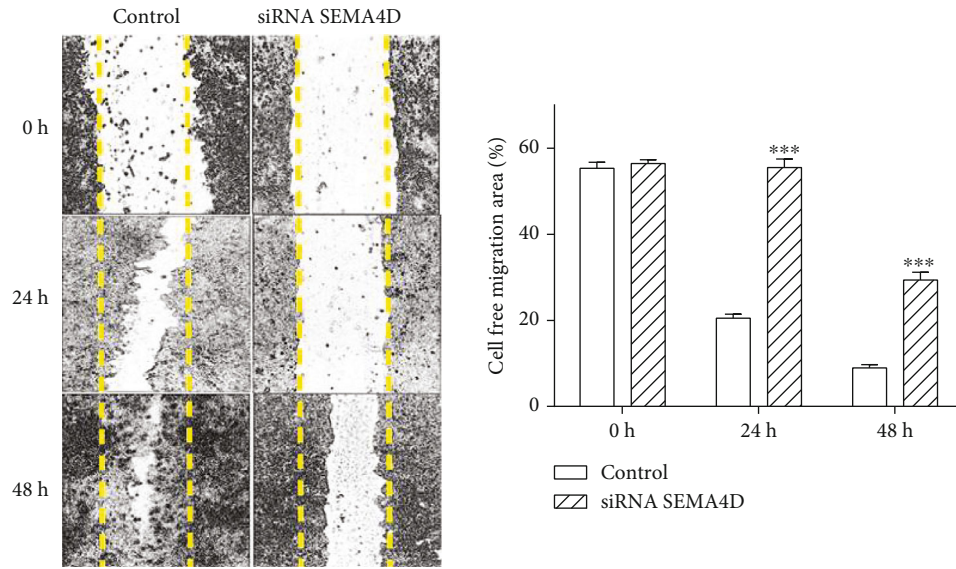 Control siRNA SEMA4D
0 h
24 h
48 h
Cell free migration area (%)
60
40
20
0
***
***
0 h 24 h 48 h
Control
siRNA SEMA4D